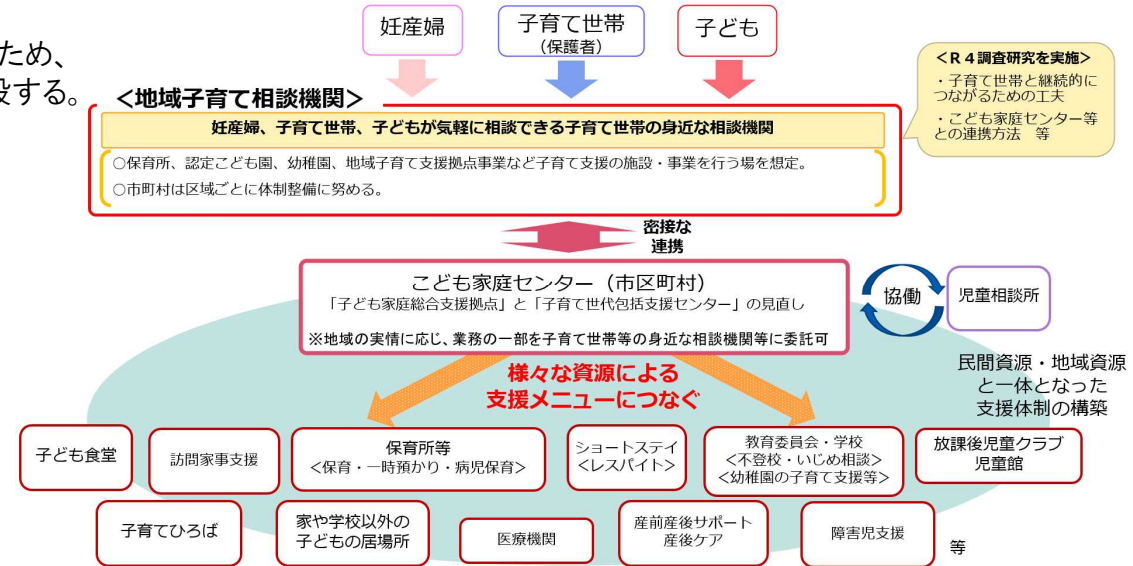 妊産婦
子育て世帯
(保護者)
子ども
ため、
する。
<R4調査研究を実施>
・子育て世帯と継続的に
つながるための工夫
・こども家庭センター等
との連携方法 等
<地域子育て相談機関>
妊産婦、子育て世帯、子どもが気軽に相談できる子育て世帯の身近な相談機関
○保育所、認定こども園、幼稚園、地域子育て支援拠点事業など子育て支援の施設・事業を行う場を想定。
○市町村は区域ごとに体制整備に努める。
密接な
連携
こども家庭センター(市区町村)
「子ども家庭総合支援拠点」と「子育て世代包括支援センター」の見直し
※地域の実情に応じ、業務の一部を子育て世帯等の身近な相談機関等に委託可
協働
児童相談所
様々な資源による
支援メニューにつなぐ
民間資源・地域資源
と一体となった
支援体制の構築
子ども食堂
訪問家事支援
保育所等
<保育・一時預かり・病児保育>
ショートステイ
<レスパイト>
教育委員会・学校
<不登校・いじめ相談>
<幼稚園の子育て支援等>
放課後児童クラブ
児童館
子育てひろば
家や学校以外の
子どもの居場所
医療機関
産前産後サポート
産後ケア
障害児支援
等